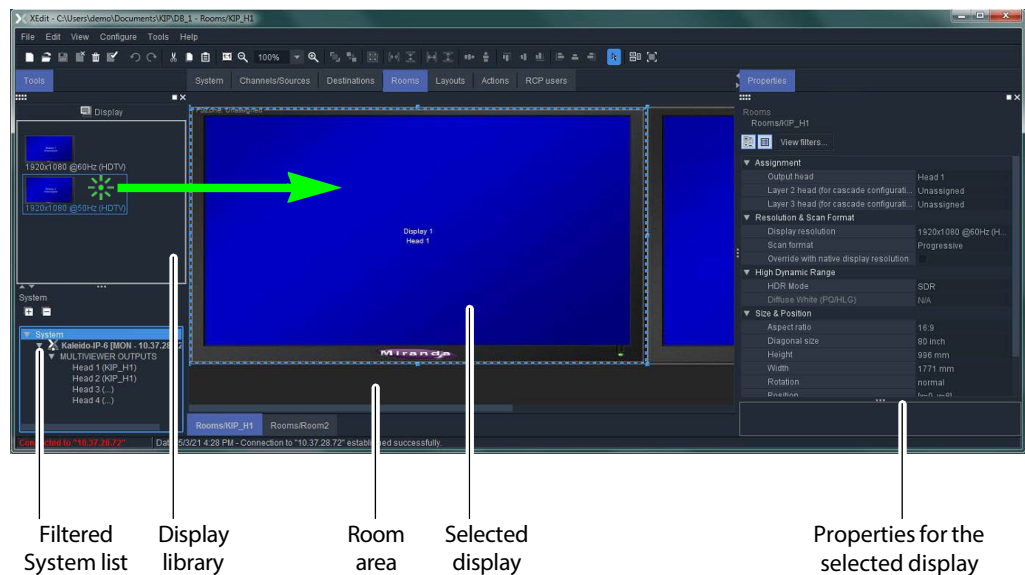 XEdit - C:\Users\demo\Documents\KIP\DB_1 - Rooms/KIP_H1
File Edit View Configure Tools Help
100%
Tools
System Channels/Sources Destinations Rooms Layouts Actions RCP users
Properties
Display
1920x1080 @60Hz (HDTV)
1920x1080 @50Hz (HDTV)
System
System
Kaleido-IP-6 [MON - 10.37.28
MULTIVIEWER OUTPUTS
Head 1 (KIP_H1)
Head 2 (KIP_H1)
Head 3 (...)
Head 4 (...)
Unassigned
Display 1
Head 1
Miranda
Rooms/KIP_H1 Rooms/Room2
Rooms
Rooms/KIP_H1
View filters...
Assignment
Output head Head 1
Layer 2 head (for cascade configurati... Unassigned
Layer 3 head (for cascade configurati... Unassigned
Resolution & Scan Format
Display resolution 1920x1080 @60Hz (H...
Scan format Progressive
Override with native display resolution
High Dynamic Range
HDR Mode SDR
Diffuse White (PQ/HLG) N/A
Size & Position
Aspect ratio 16:9
Diagonal size 80 inch
Height 996 mm
Width 1771 mm
Rotation normal
Position
Connected to "10.37.28.72" 5/3/21 4:28 PM - Connection to "10.37.28.72" established successfully.
Filtered
System list
Display
library
Room
area
Selected
display
Properties for the
selected display